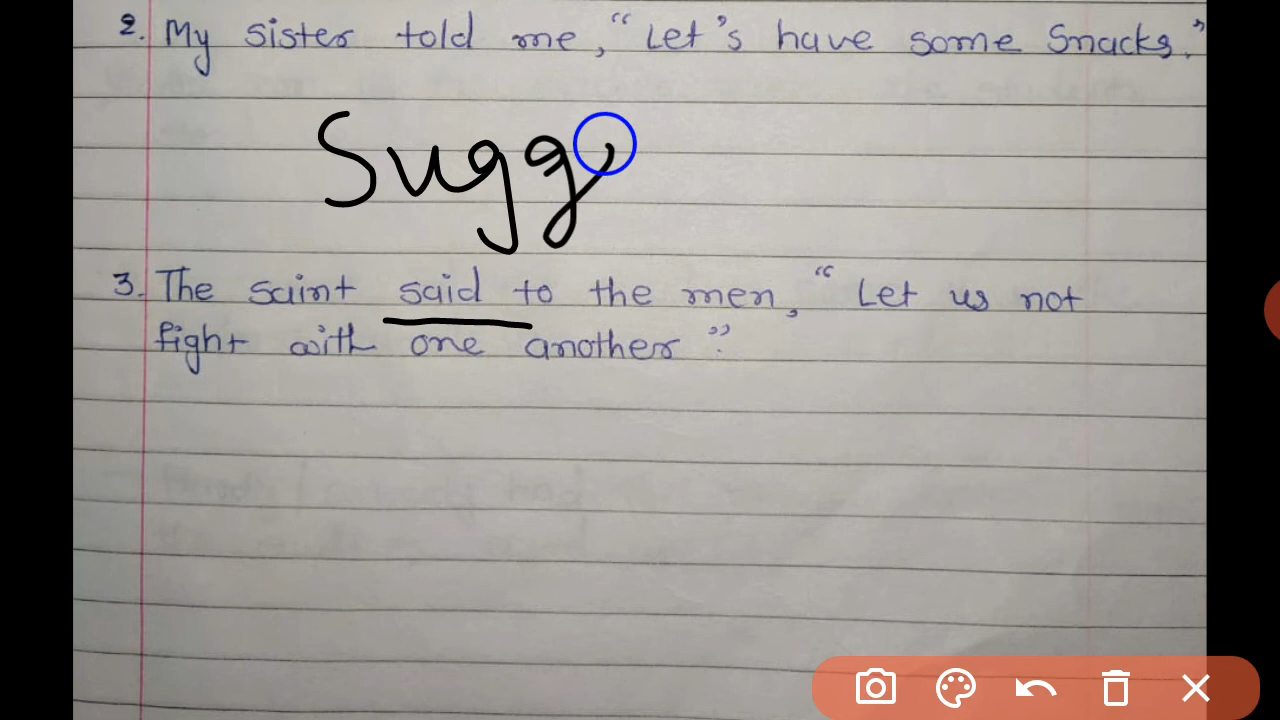 2. My sister told me, "Let's have some Snacks."
Sugg
3. The saint said to the men, "Let us not
fight with one another".